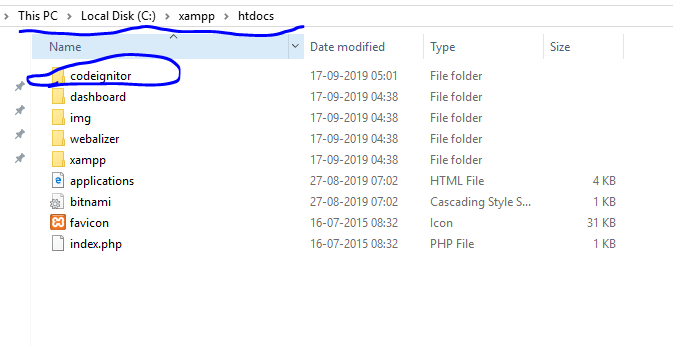 This PC > Local Disk (C:) > xampp > htdocs
Name Date modified Type Size
codeignitor 17-09-2019 05:01 File folder
dashboard 17-09-2019 04:38 File folder
img 17-09-2019 04:38 File folder
webalizer 17-09-2019 04:38 File folder
xampp 17-09-2019 04:38 File folder
applications 27-08-2019 07:02 HTML File 4 KB
bitnami 27-08-2019 07:02 Cascading Style S... 1 KB
favicon 16-07-2015 08:32 Icon 31 KB
index.php 16-07-2015 08:32 PHP File 1 KB